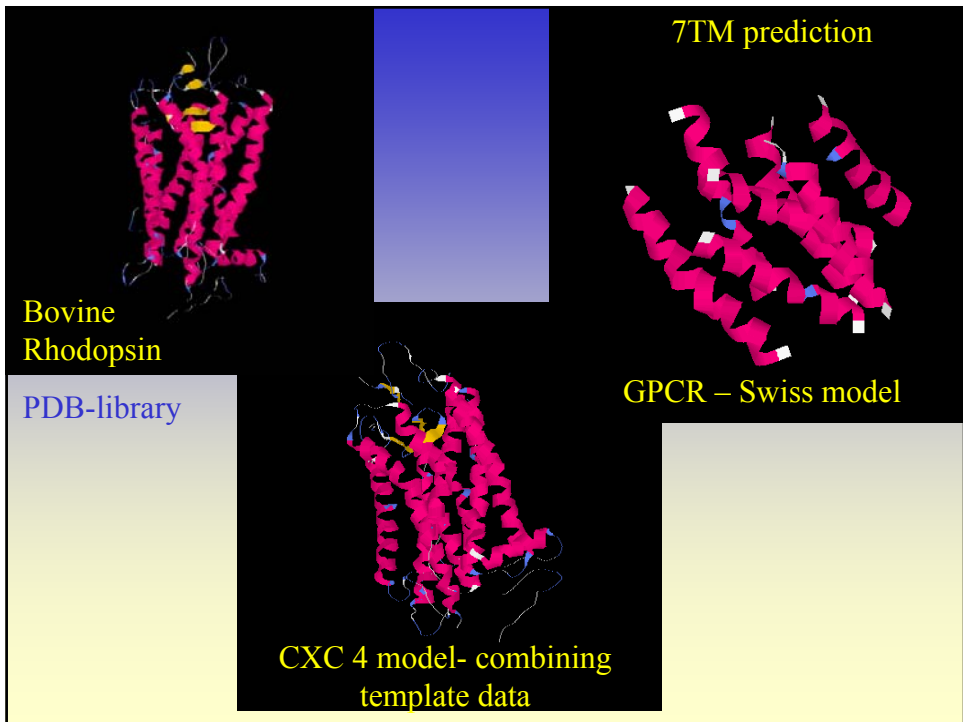 7TM prediction
Bovine
Rhodopsin
PDB-library
GPCR – Swiss model
CXC 4 model- combining
template data